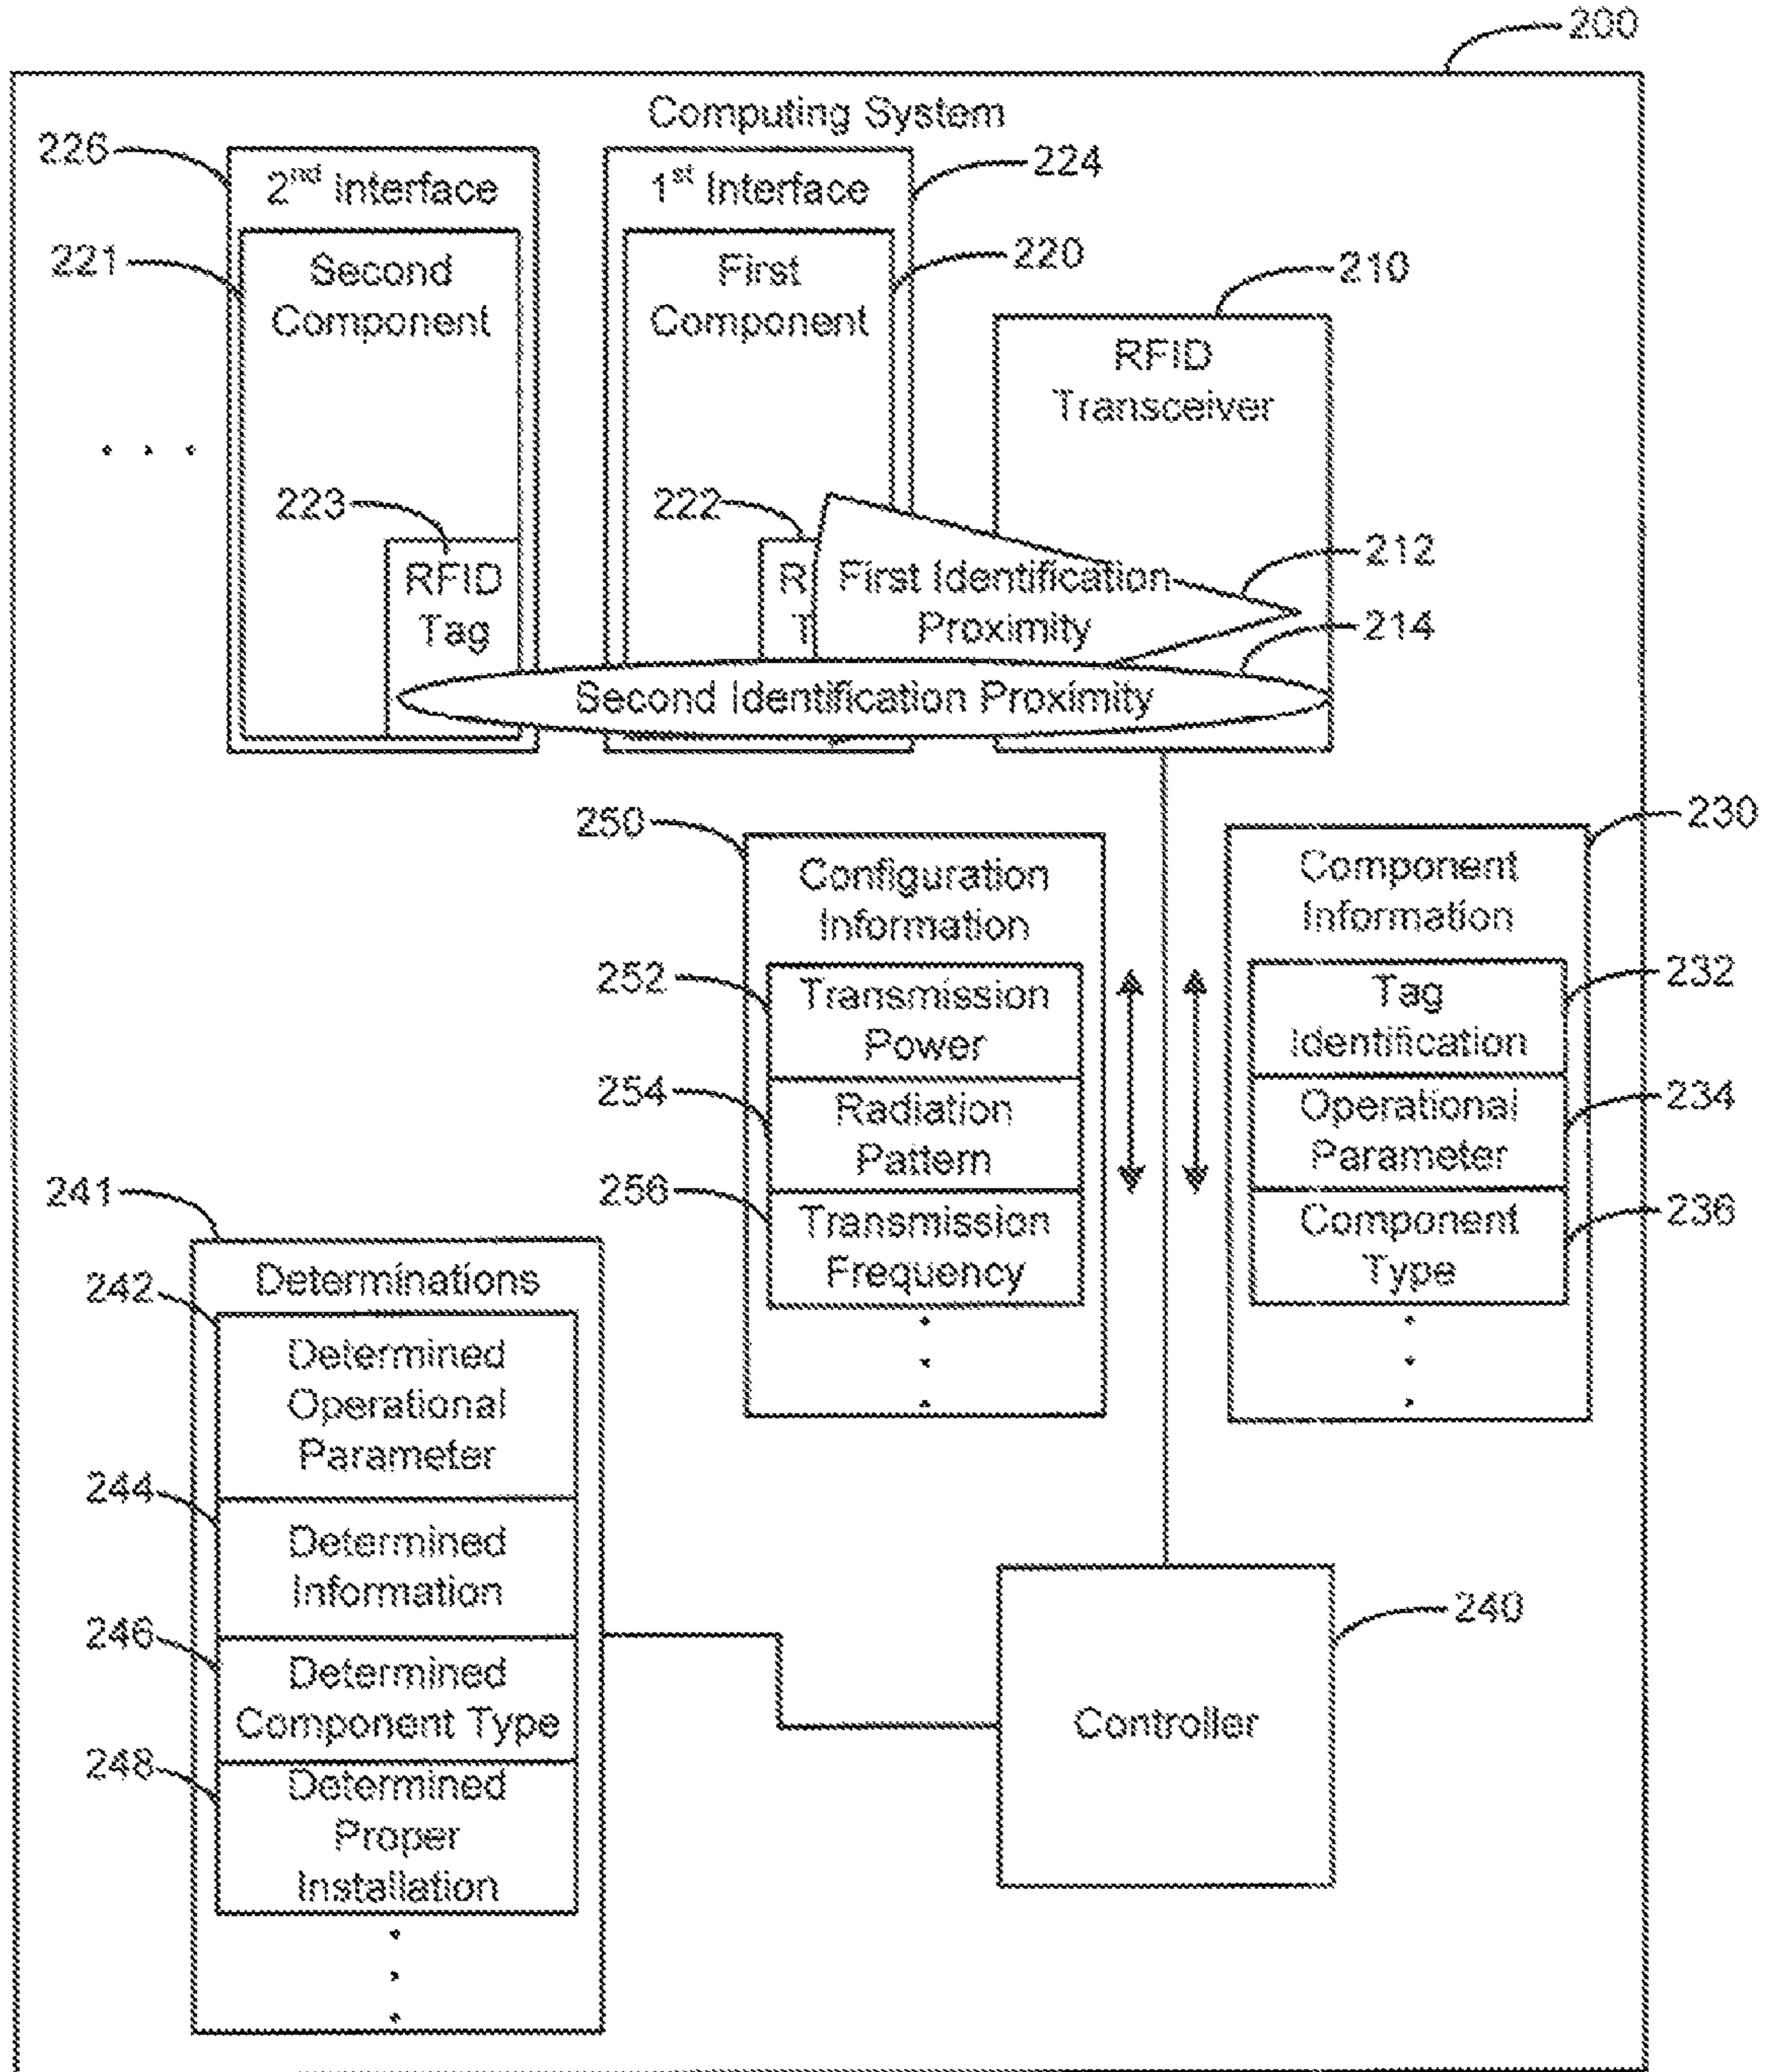 200
Computing System
226
2nd Interface
1st Interface
224
221
Second
Component
First
Component
220
210
RFID
Transceiver
. . .
223
222
RFID
Tag
R
T
First Identification
Proximity
212
214
Second Identification Proximity
250
230
Configuration
Information
Component
Information
252
Transmission
Power
Tag
Identification
232
254
Radiation
Pattern
Operational
Parameter
234
256
Transmission
Frequency
Component
Type
236
241
Determinations
242
Determined
Operational
Parameter
244
Determined
Information
246
Determined
Component Type
248
Determined
Proper
Installation
Controller
240